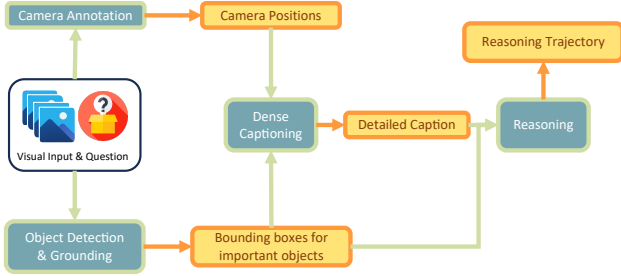 Camera Annotation
Camera Positions
Reasoning Trajectory
?
Visual Input & Question
Dense
Captioning
Detailed Caption
Reasoning
Object Detection
& Grounding
Bounding boxes for
important objects